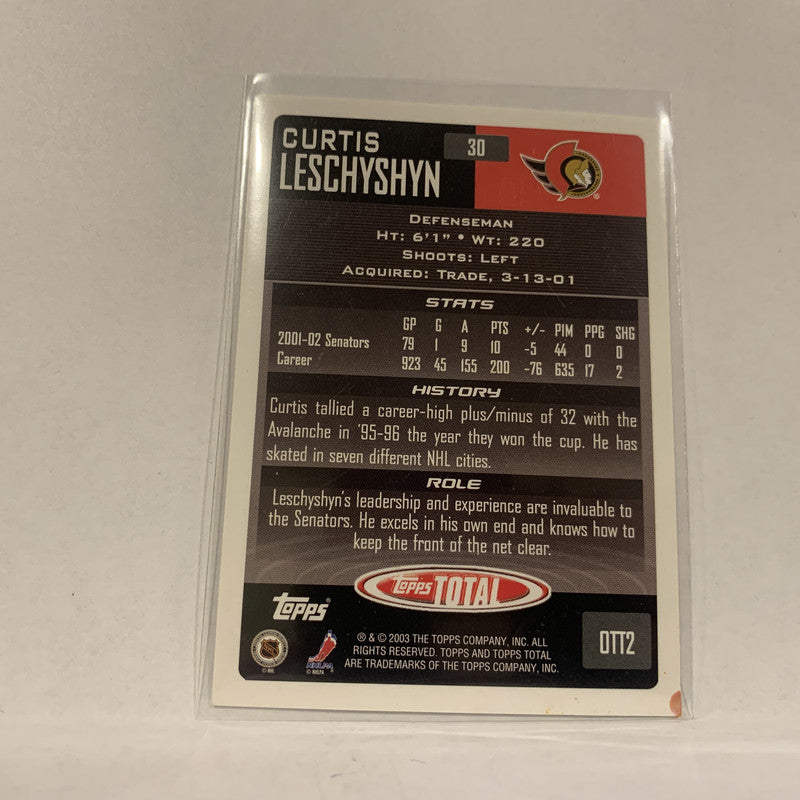 CURTIS
LESCHYSHYN
30
DEFENSEMAN
HT: 6'1" • WT: 220
SHOOTS: LEFT
ACQUIRED: TRADE, 3-13-01
STATS
GP G A PTS +/- PIM PPG SHG
2001-02 Senators 79 1 9 10 -5 44 0 0
Career 923 45 155 200 -76 635 17 2
HISTORY
Curtis tallied a career-high plus/minus of 32 with the
Avalanche in '95-96 the year they won the cup. He has
skated in seven different NHL cities.
ROLE
Leschyshyn's leadership and experience are invaluable to
the Senators. He excels in his own end and knows how to
keep the front of the net clear.
Topps TOTAL
Topps®
OTT2
® & © 2003 THE TOPPS COMPANY, INC. ALL
RIGHTS RESERVED. TOPPS AND TOPPS TOTAL
ARE TRADEMARKS OF THE TOPPS COMPANY, INC.
© NHL
NHLPA
© NHLPA